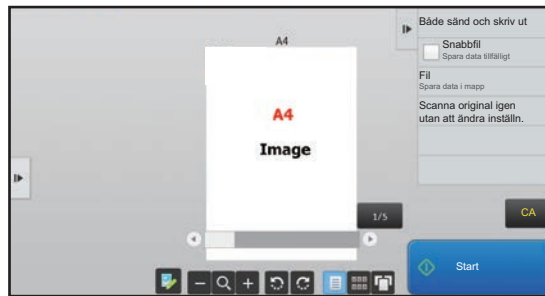 A4
A4
Image
1/5
Både sänd och skriv ut
Snabbfil
Spara data tillfälligt
Fil
Spara data i mapp
Scanna original igen
utan att ändra inställn.
CA
Start